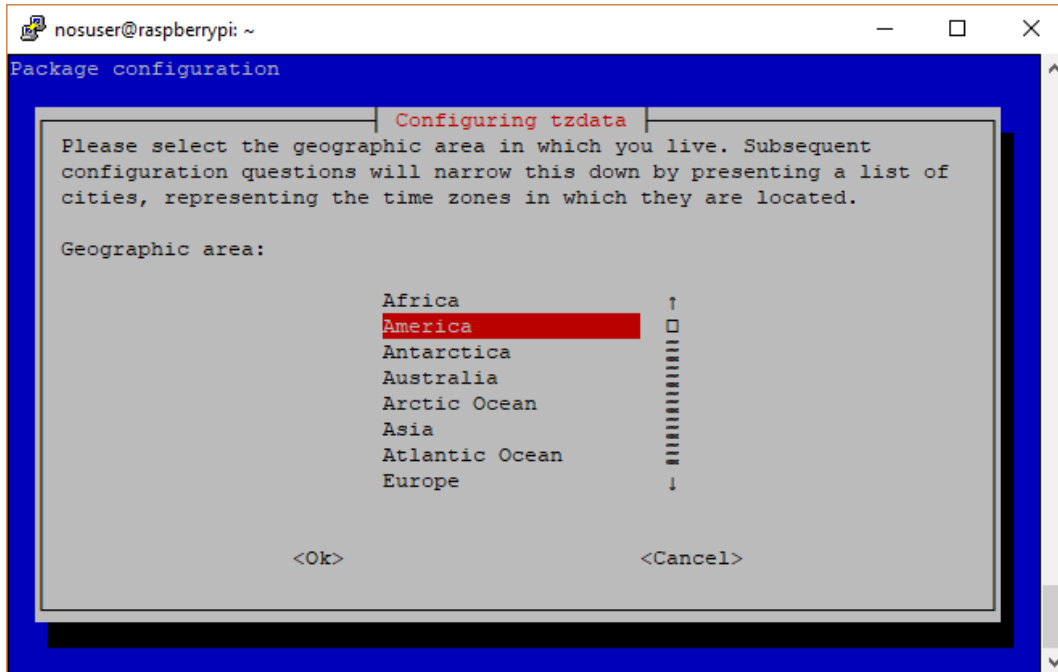 nosuser@raspberrypi: ~
Package configuration
Configuring tzdata
Please select the geographic area in which you live. Subsequent
configuration questions will narrow this down by presenting a list of
cities, representing the time zones in which they are located.
Geographic area:
Africa
America
Antarctica
Australia
Arctic Ocean
Asia
Atlantic Ocean
Europe
<Ok> <Cancel>